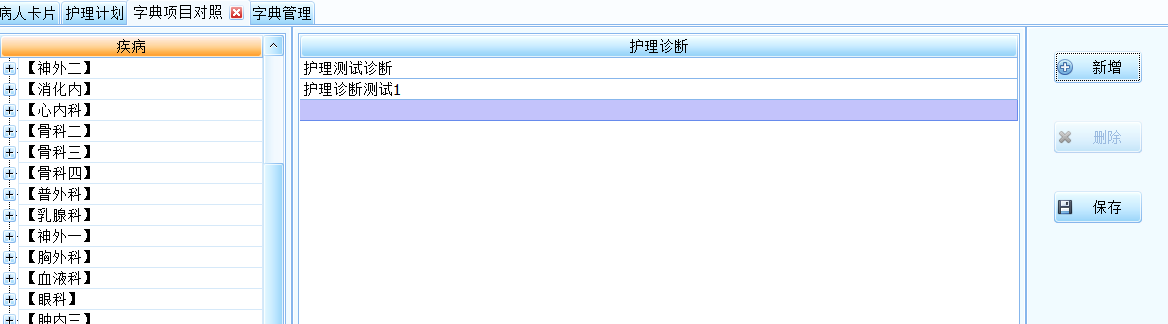 病人卡片 护理计划 字典项目对照 字典管理
疾病
【神外二】
【消化内】
【心内科】
【骨科二】
【骨科三】
【骨科四】
【普外科】
【乳腺科】
【神外一】
【胸外科】
【血液科】
【眼科】
【肿内三】
护理诊断
护理测试诊断
护理诊断测试1
新增
删除
保存